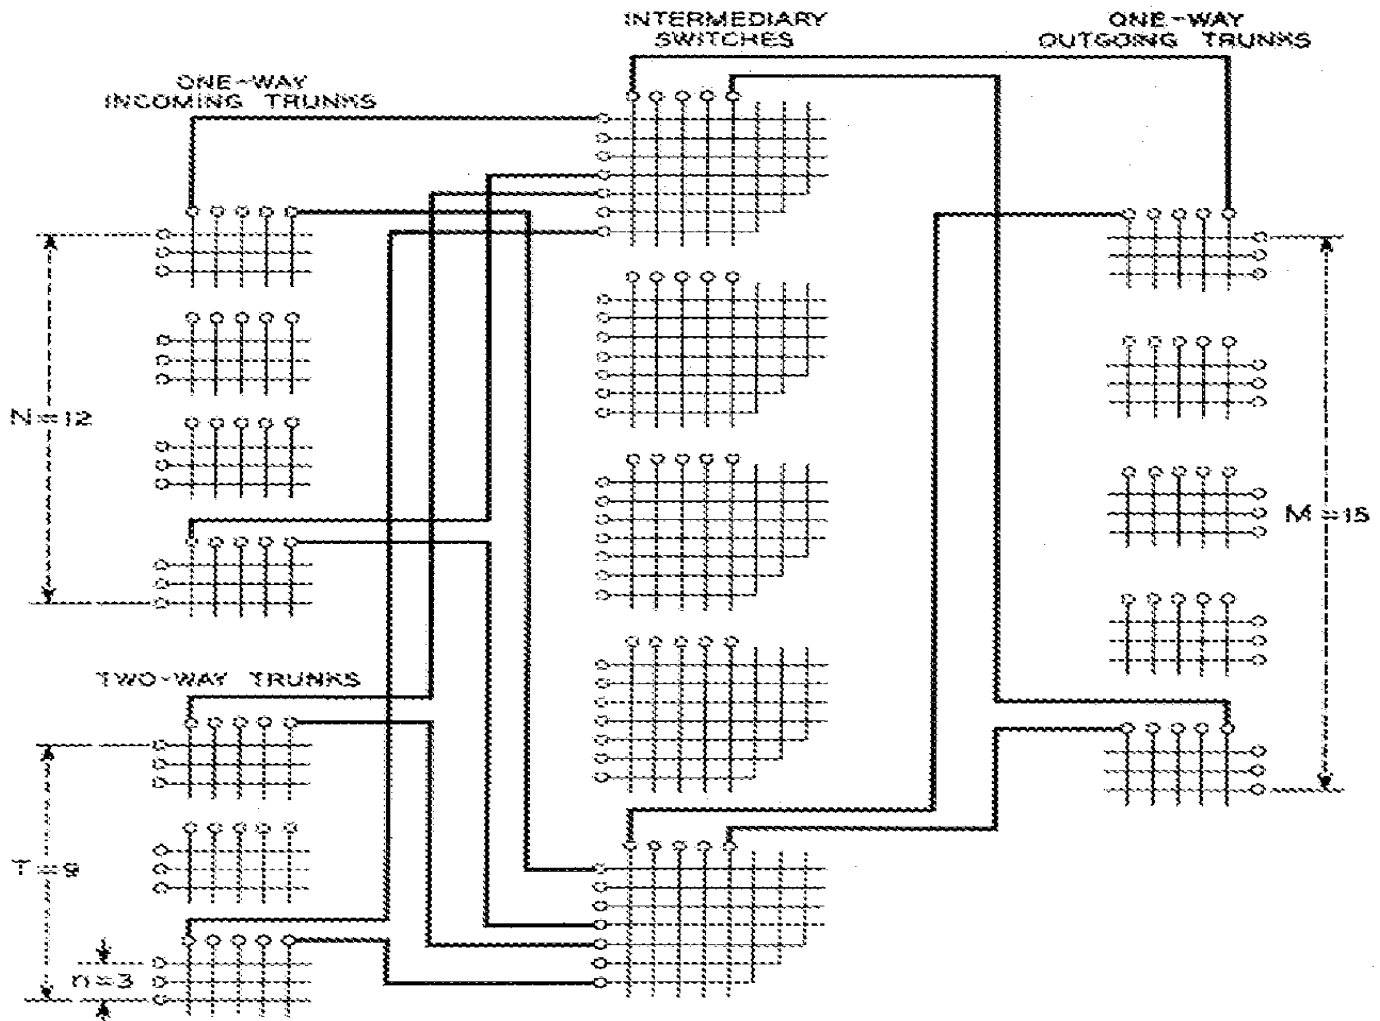 INTERMEDIARY
SWITCHES
ONE-WAY
OUTGOING TRUNKS
ONE-WAY
INCOMING TRUNKS
N=12
M=15
TWO-WAY TRUNKS
T=9
n=3